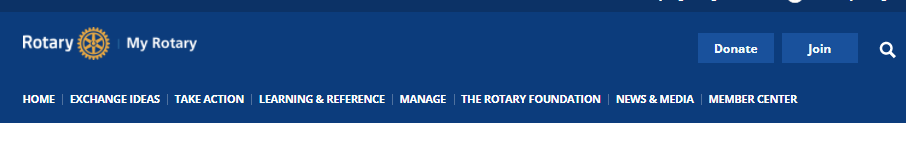 Rotary | My Rotary
Donate
Join
HOME | EXCHANGE IDEAS | TAKE ACTION | LEARNING & REFERENCE | MANAGE | THE ROTARY FOUNDATION | NEWS & MEDIA | MEMBER CENTER